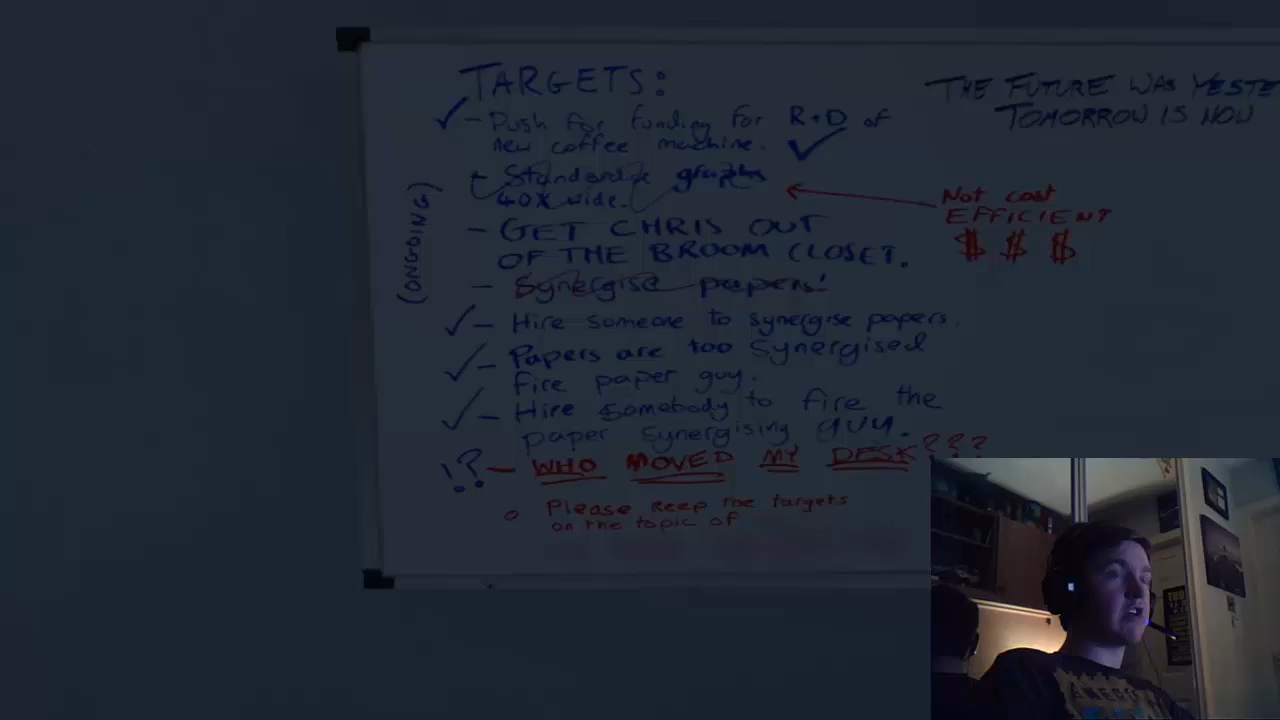 TARGETS:
- Push for funding for R+D of
new coffee machine.
- Standardise graphs
40X wide.
(ONGOING)
- GET CHRIS OUT
OF THE BROOM CLOSET.
- Synergise papers!
- Hire someone to synergise papers.
- Papers are too synergised
fire paper guy.
- Hire somebody to fire the
paper synergising guy.
!? - WHO MOVED MY DESK???
o Please keep the targets
on the topic of
THE FUTURE WAS YESTE
TOMORROW IS NOW
Not cost
EFFICIENT
$ $ $